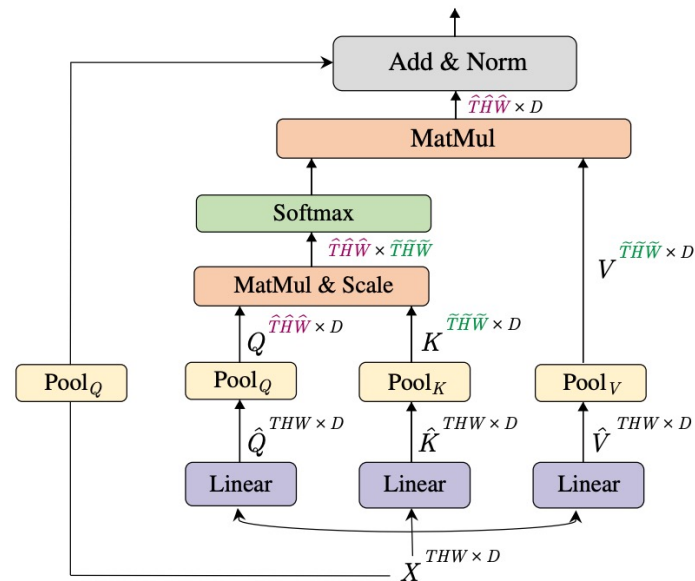 Add & Norm
T̂ĤŴ × D
MatMul
Softmax
T̂ĤŴ × T̃H̃W̃
V T̃H̃W̃ × D
MatMul & Scale
Q T̂ĤŴ × D
K T̃H̃W̃ × D
Pool_Q
Pool_Q
Pool_K
Pool_V
Q̂ THW × D
K̂ THW × D
V̂ THW × D
Linear
Linear
Linear
X THW × D